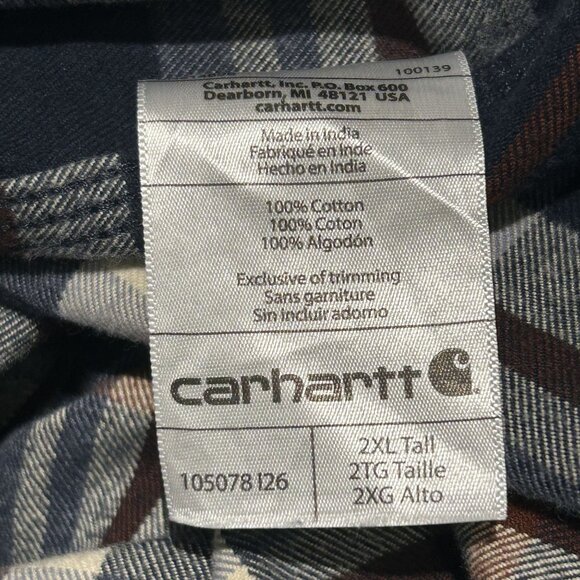 100139
Carhartt, Inc. P.O. Box 600
Dearborn, MI 48121 USA
carhartt.com
Made in India
Fabriqué en Inde
Hecho en India
100% Cotton
100% Coton
100% Algodón
Exclusive of trimming
Sans garniture
Sin incluir adorno
carhartt
105078 I26
2XL Tall
2TG Taille
2XG Alto